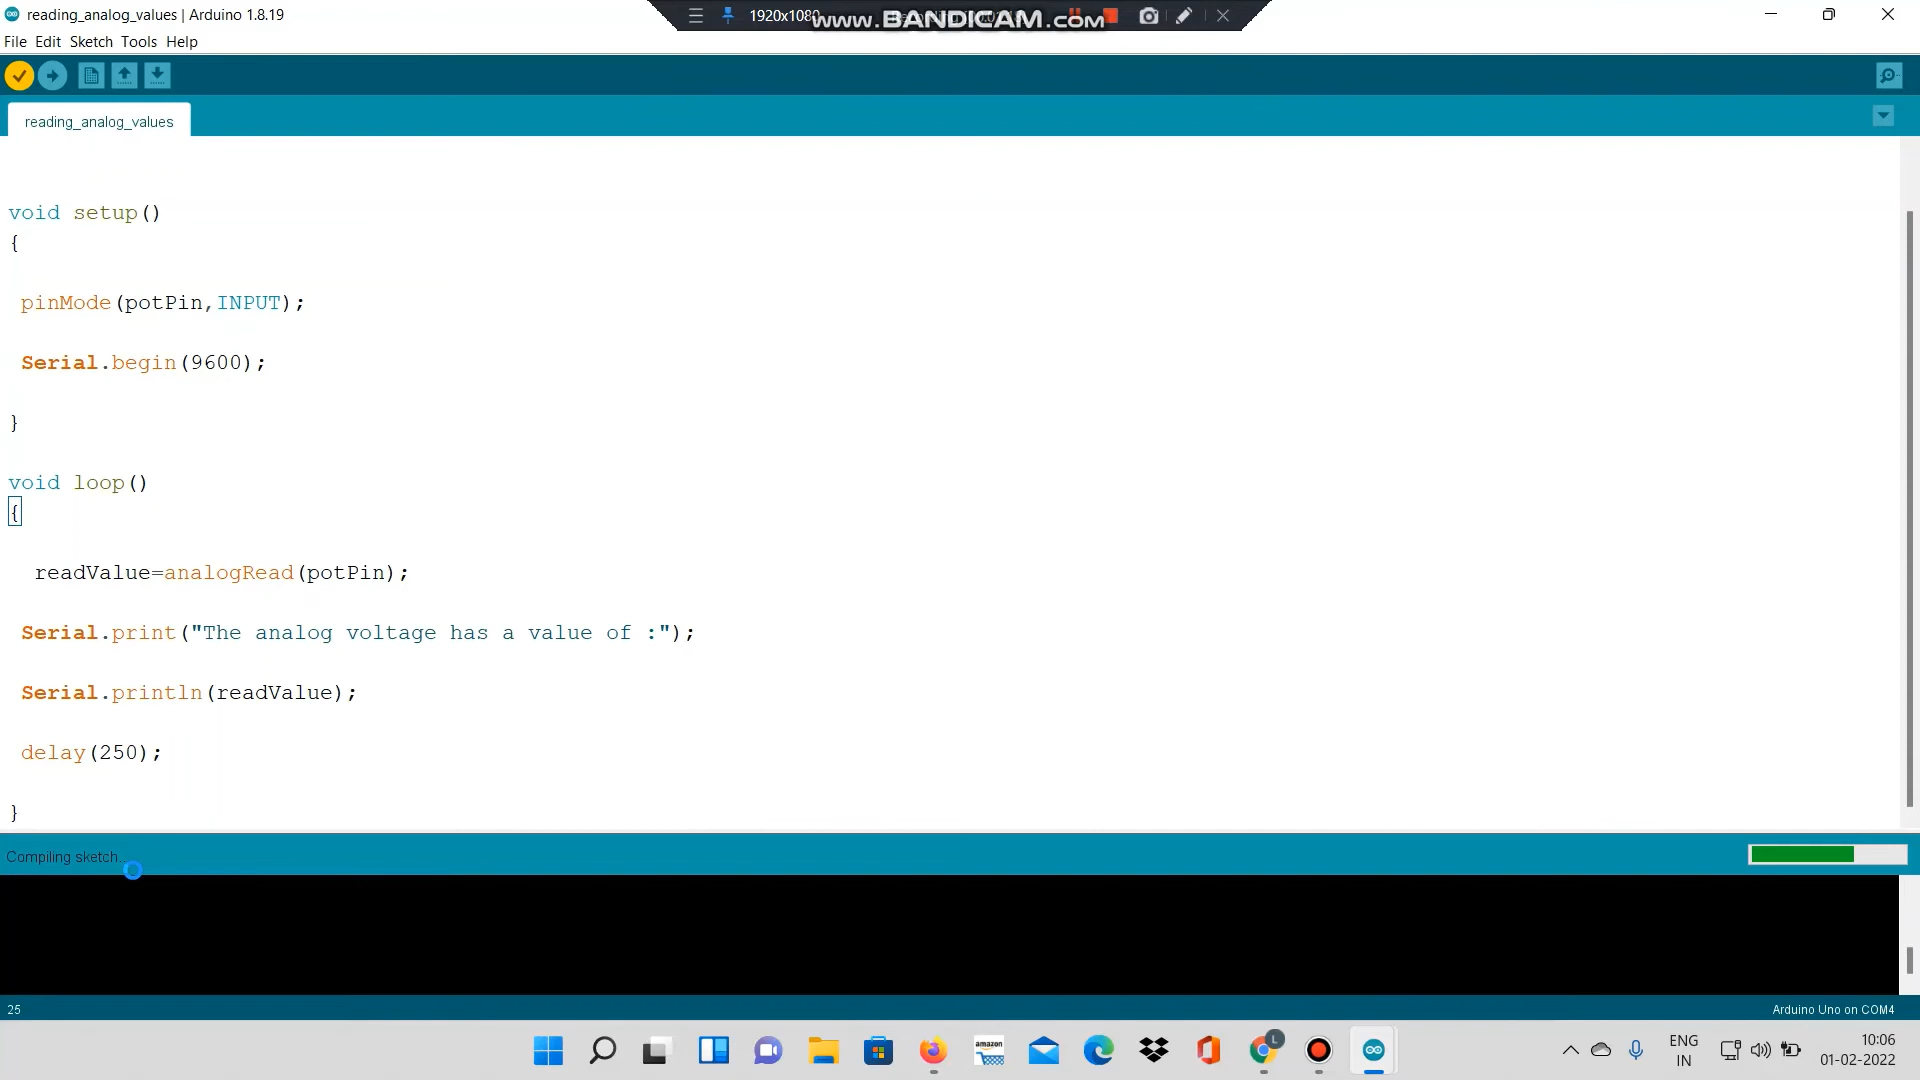 reading_analog_values | Arduino 1.8.19
1920x1080
www.BANDICAM.com
File Edit Sketch Tools Help
reading_analog_values
void setup()
{
pinMode(potPin,INPUT);
Serial.begin(9600);
}
void loop()
{
readValue=analogRead(potPin);
Serial.print("The analog voltage has a value of :");
Serial.println(readValue);
delay(250);
}
Compiling sketch...
25
Arduino Uno on COM4
amazon
L
ENG
IN
10:06
01-02-2022